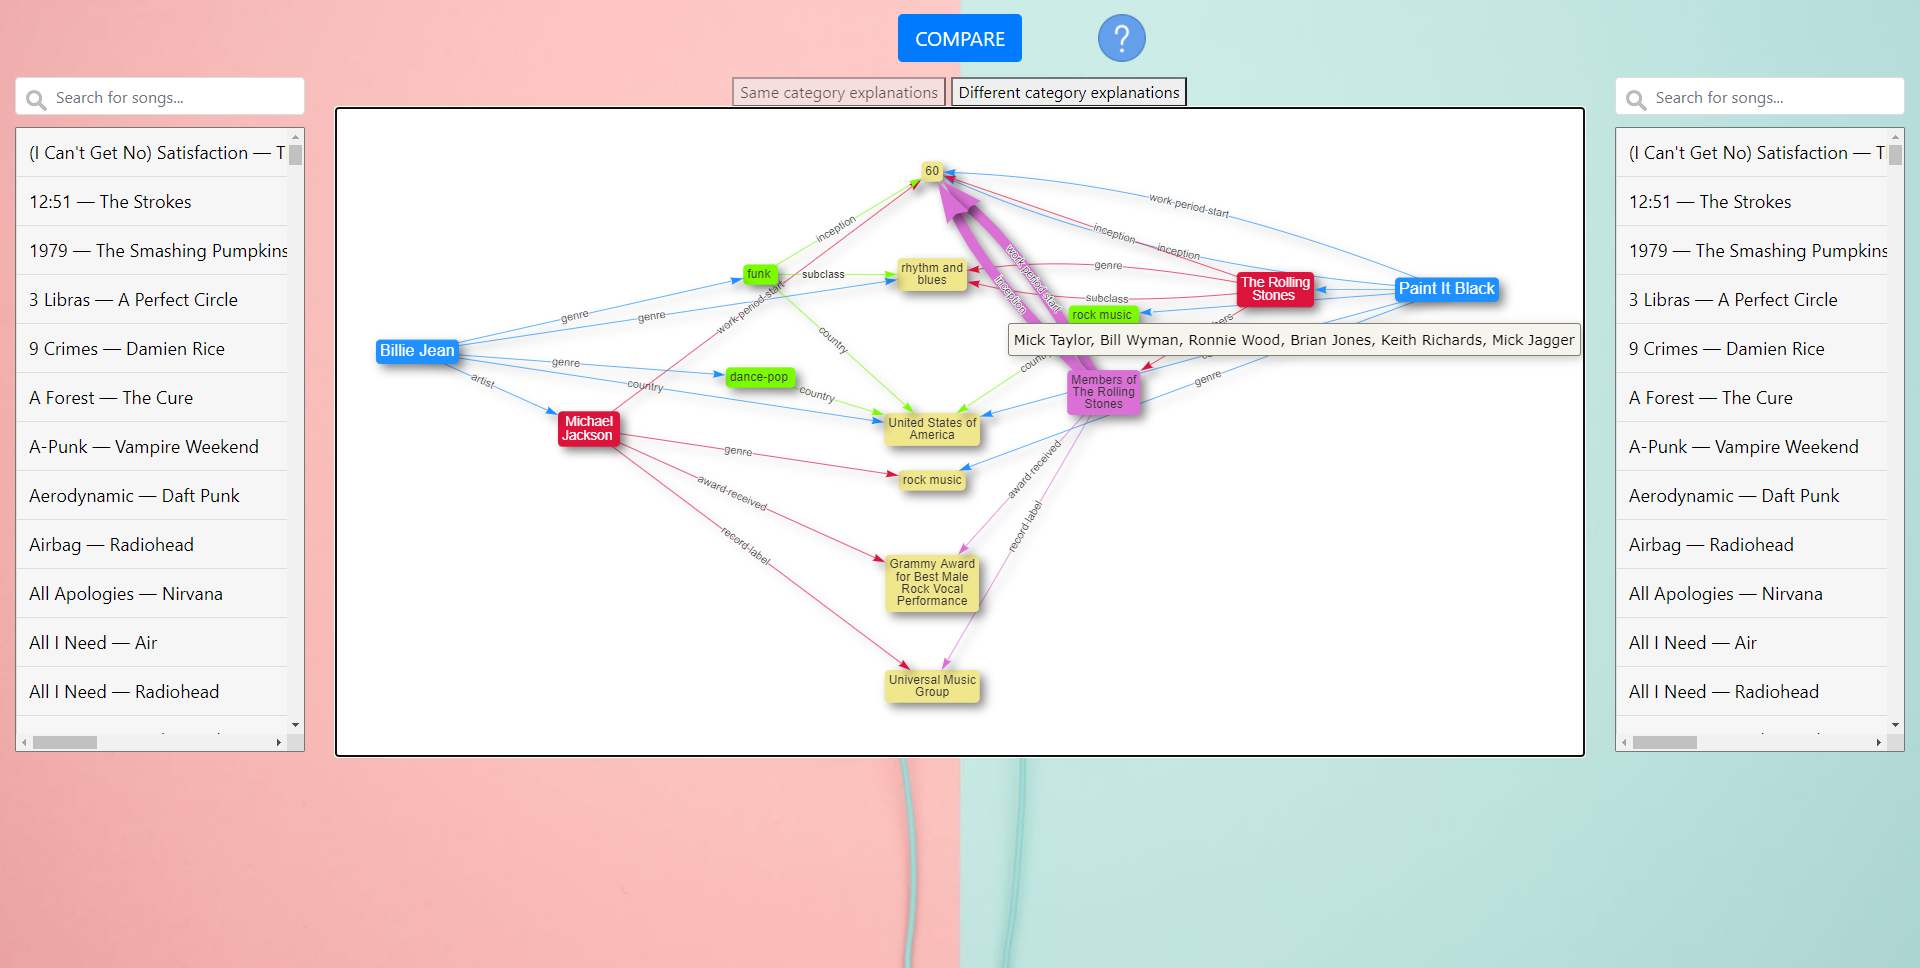 COMPARE
?
Same category explanations
Different category explanations
Search for songs...
(I Can't Get No) Satisfaction — T
12:51 — The Strokes
1979 — The Smashing Pumpkins
3 Libras — A Perfect Circle
9 Crimes — Damien Rice
A Forest — The Cure
A-Punk — Vampire Weekend
Aerodynamic — Daft Punk
Airbag — Radiohead
All Apologies — Nirvana
All I Need — Air
All I Need — Radiohead
60
work-period-start
inception
inception
inception
work period start
inception
funk
subclass
rhythm and
blues
genre
subclass
The Rolling
Stones
Paint It Black
rock music
work-period-start
genre
genre
Billie Jean
country
Mick Taylor, Bill Wyman, Ronnie Wood, Brian Jones, Keith Richards, Mick Jagger
genre
dance-pop
country
artist
country
Members of
The Rolling
Stones
genre
Michael
Jackson
United States of
America
genre
rock music
award-received
award-received
record-label
record-label
Grammy Award
for Best Male
Rock Vocal
Performance
Universal Music
Group
Search for songs...
(I Can't Get No) Satisfaction — T
12:51 — The Strokes
1979 — The Smashing Pumpkins
3 Libras — A Perfect Circle
9 Crimes — Damien Rice
A Forest — The Cure
A-Punk — Vampire Weekend
Aerodynamic — Daft Punk
Airbag — Radiohead
All Apologies — Nirvana
All I Need — Air
All I Need — Radiohead